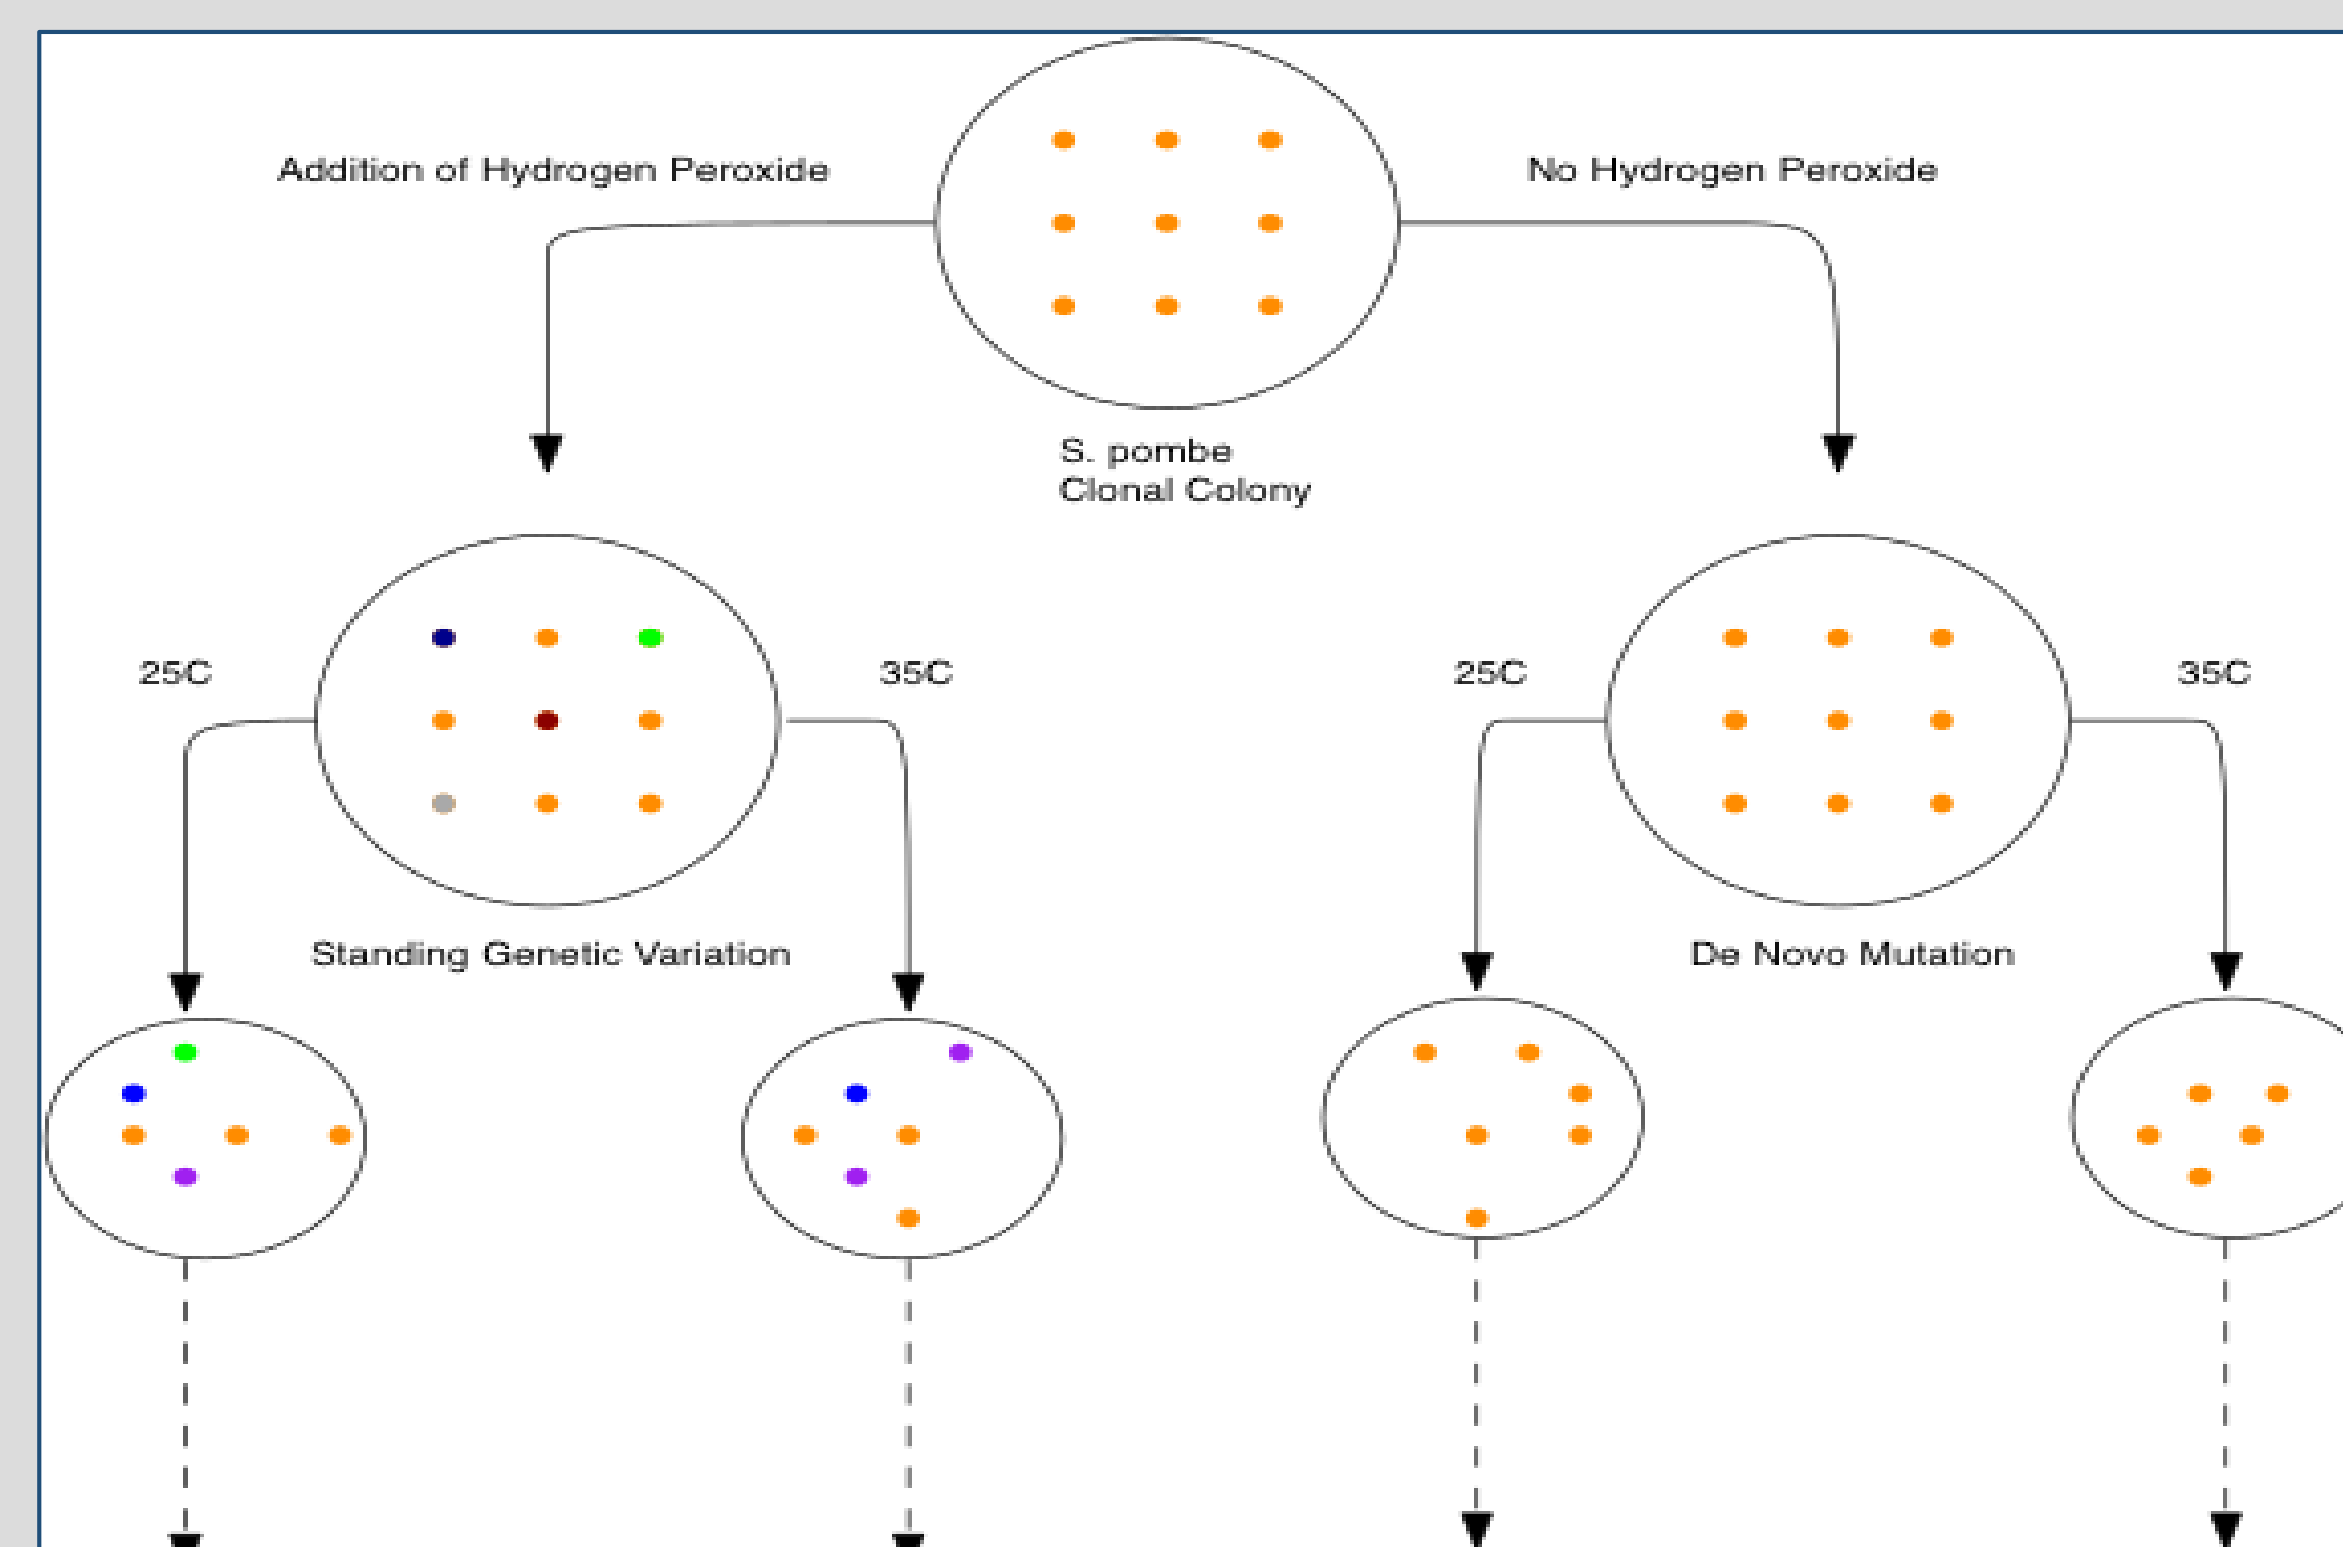 Addition of Hydrogen Peroxide
No Hydrogen Peroxide
S. pombe
Clonal Colony
25C
35C
25C
35C
Standing Genetic Variation
De Novo Mutation